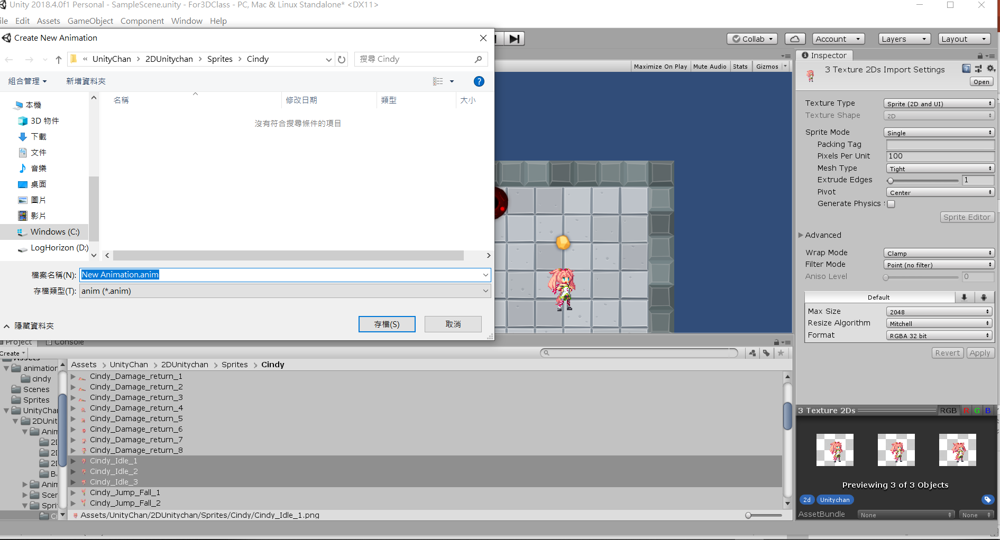 Unity 2018.4.0f1 Personal - SampleScene.unity - For3DClass - PC, Mac & Linux Standalone* <DX11>
ile Edit Assets GameObject Component Window Help
Create New Animation
« UnityChan > 2DUnitychan > Sprites > Cindy
搜尋 Cindy
組合管理 新增資料夾
本機
3D 物件
下載
文件
音樂
桌面
圖片
影片
Windows (C:)
LogHorizon (D:)
名稱 修改日期 類型 大小
沒有符合搜尋條件的項目
檔案名稱(N): New Animation.anim
存檔類型(T): anim (*.anim)
隱藏資料夾
存檔(S) 取消
Collab Account Layers Layout
Maximize On Play Mute Audio Stats Gizmos
Inspector
3 Texture 2Ds Import Settings
Open
Texture Type Sprite (2D and UI)
Texture Shape 2D
Sprite Mode Single
Packing Tag
Pixels Per Unit 100
Mesh Type Tight
Extrude Edges 1
Pivot Center
Generate Physics
Sprite Editor
Advanced
Wrap Mode Clamp
Filter Mode Point (no filter)
Aniso Level 0
Default
Max Size 2048
Resize Algorithm Mitchell
Format RGBA 32 bit
Revert Apply
Project Console
Create
Assets
animation
cindy
Scenes
Sprites
UnityChan
2DUnit
Anim
2D
2D
2D
Ba
Anim
Scen
Sprit
Ci
Assets > UnityChan > 2DUnitychan > Sprites > Cindy
Cindy_Damage_return_1
Cindy_Damage_return_2
Cindy_Damage_return_3
Cindy_Damage_return_4
Cindy_Damage_return_5
Cindy_Damage_return_6
Cindy_Damage_return_7
Cindy_Damage_return_8
Cindy_Idle_1
Cindy_Idle_2
Cindy_Idle_3
Cindy_Jump_Fall_1
Cindy_Jump_Fall_2
Assets/UnityChan/2DUnitychan/Sprites/Cindy/Cindy_Idle_1.png
3 Texture 2Ds RGB R G B
Previewing 3 of 3 Objects
2d Unitychan
AssetBundle None None